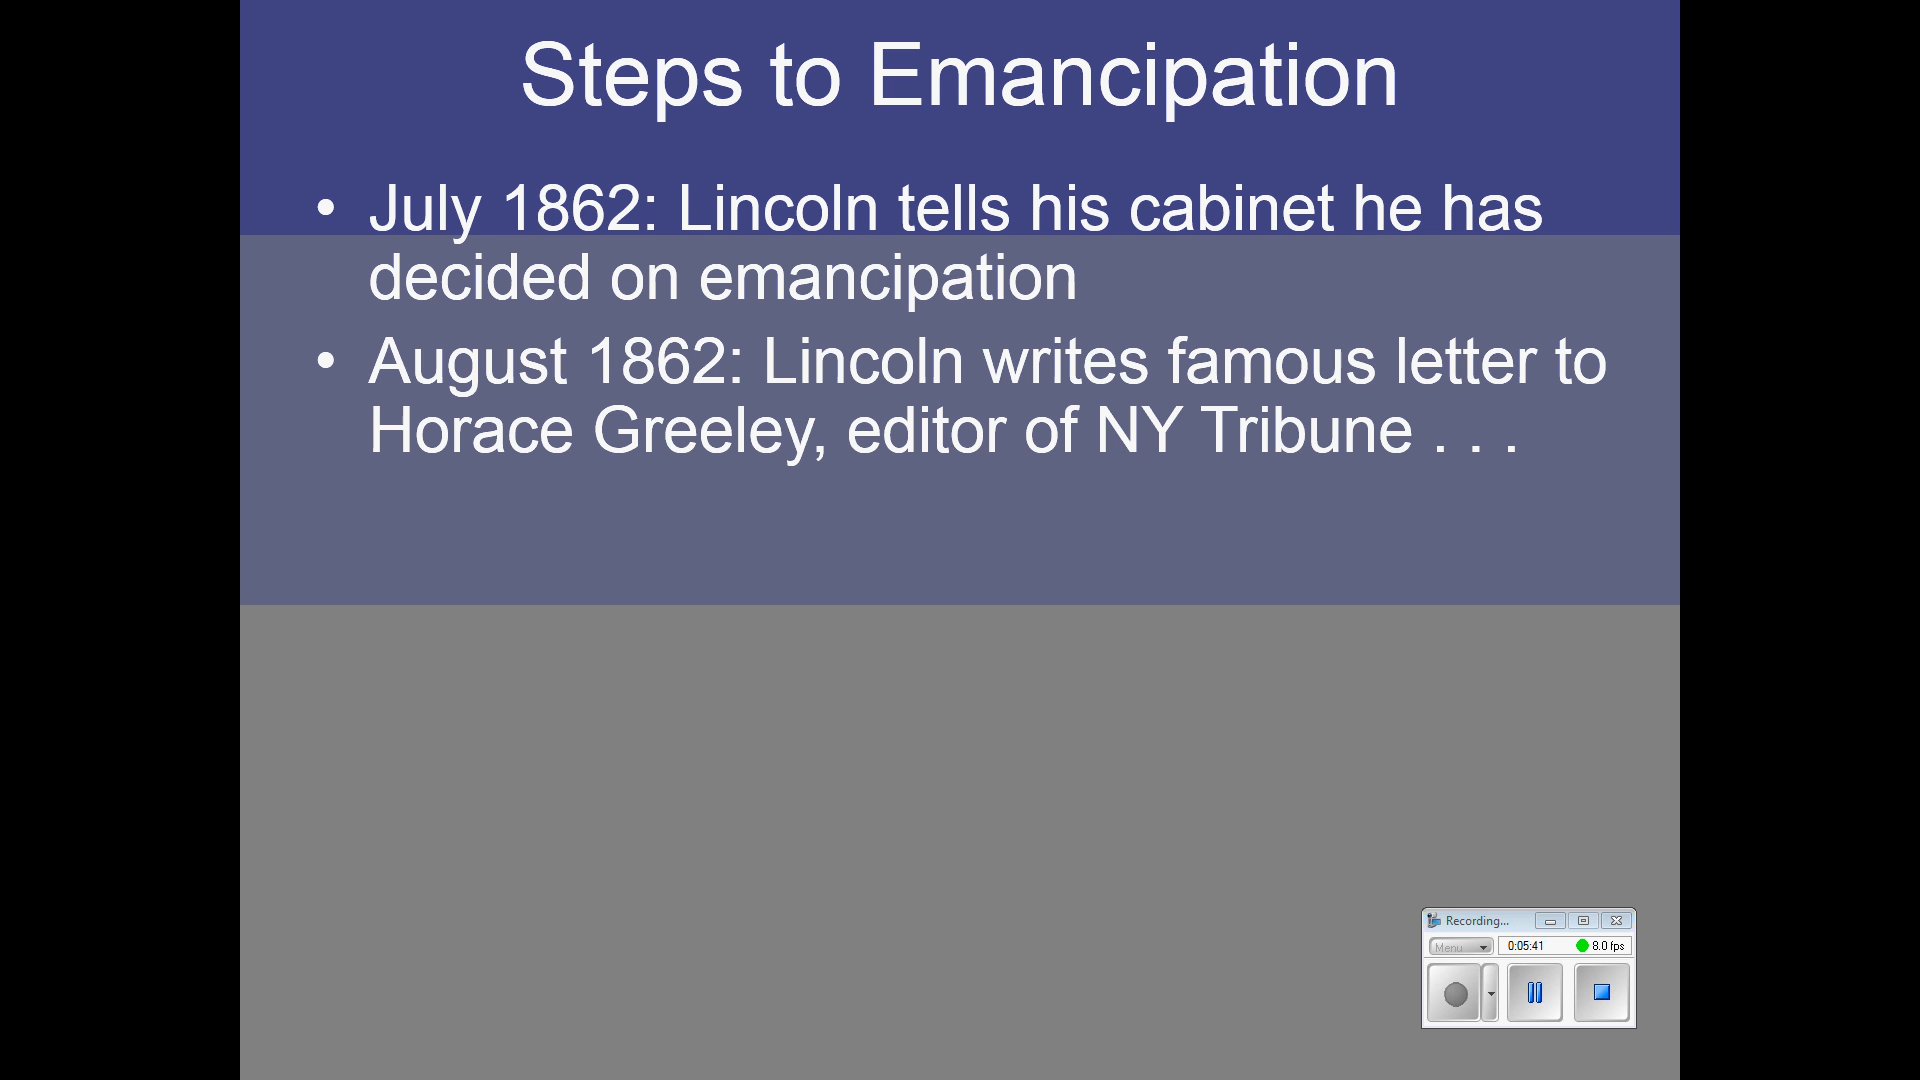 Steps to Emancipation
• July 1862: Lincoln tells his cabinet he has
decided on emancipation
• August 1862: Lincoln writes famous letter to
Horace Greeley, editor of NY Tribune . . .
Recording...
Menu
0:05:41
8.0 fps